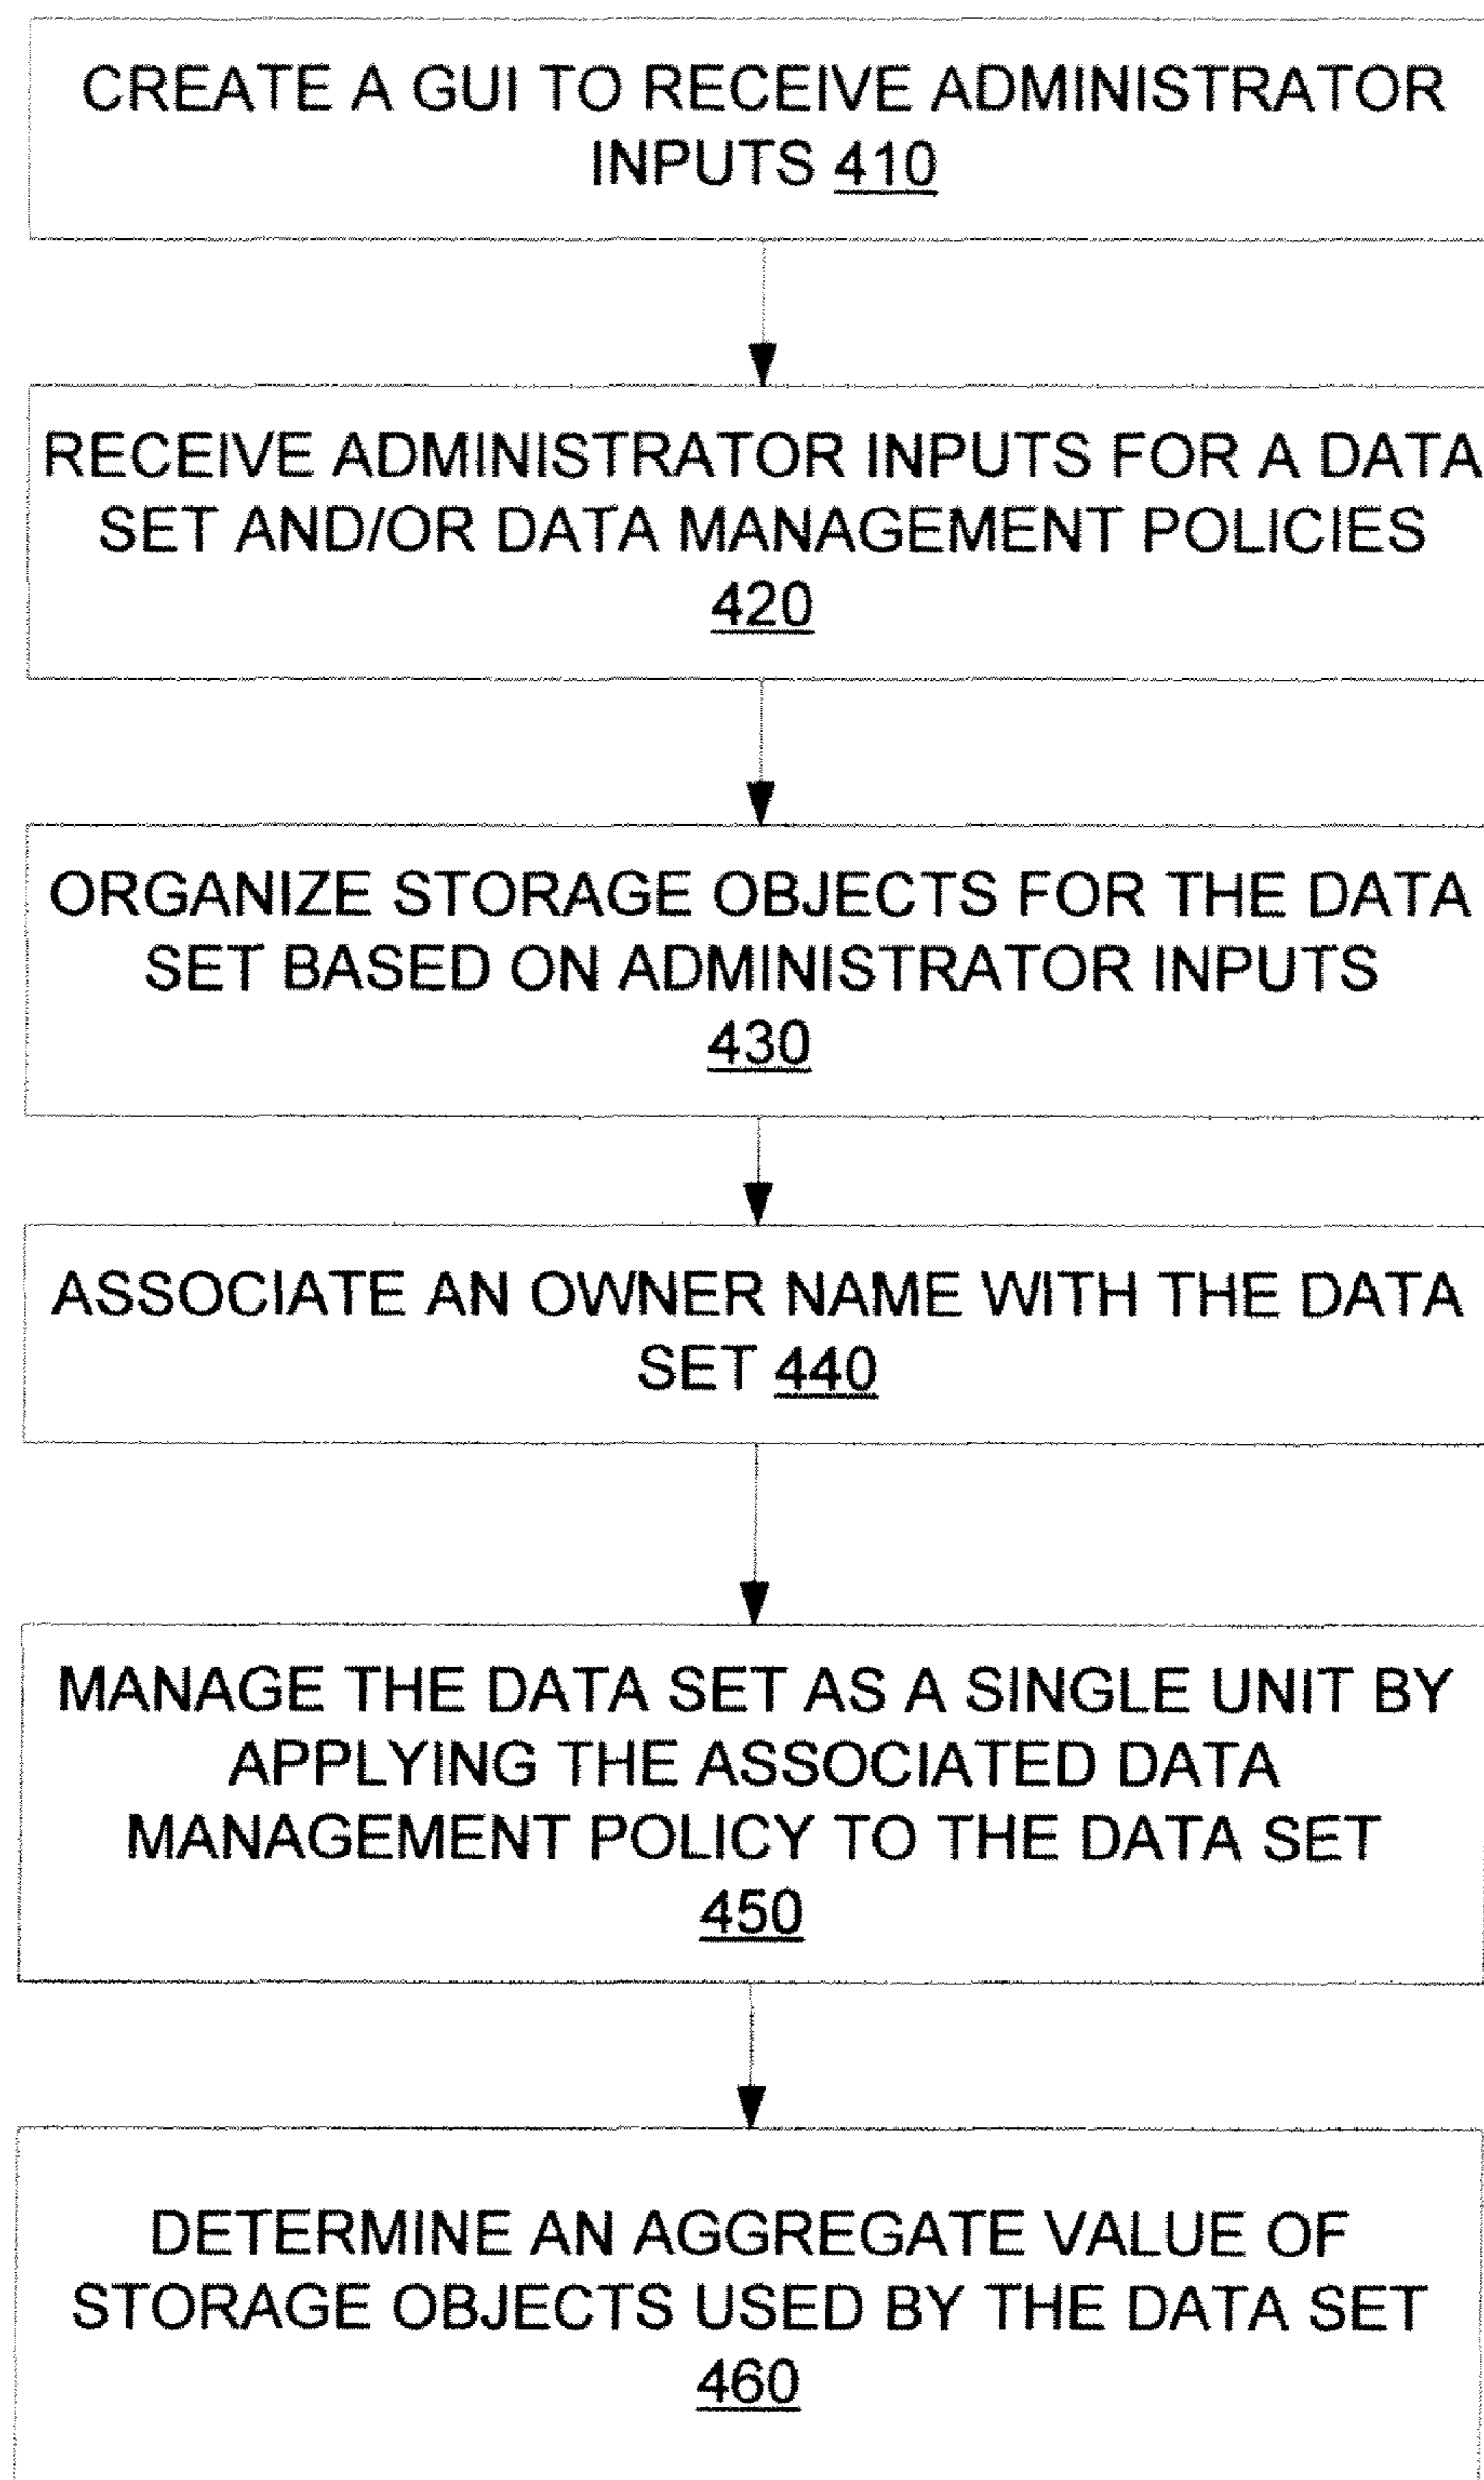 CREATE A GUI TO RECEIVE ADMINISTRATOR
INPUTS 410
RECEIVE ADMINISTRATOR INPUTS FOR A DATA
SET AND/OR DATA MANAGEMENT POLICIES
420
ORGANIZE STORAGE OBJECTS FOR THE DATA
SET BASED ON ADMINISTRATOR INPUTS
430
ASSOCIATE AN OWNER NAME WITH THE DATA
SET 440
MANAGE THE DATA SET AS A SINGLE UNIT BY
APPLYING THE ASSOCIATED DATA
MANAGEMENT POLICY TO THE DATA SET
450
DETERMINE AN AGGREGATE VALUE OF
STORAGE OBJECTS USED BY THE DATA SET
460